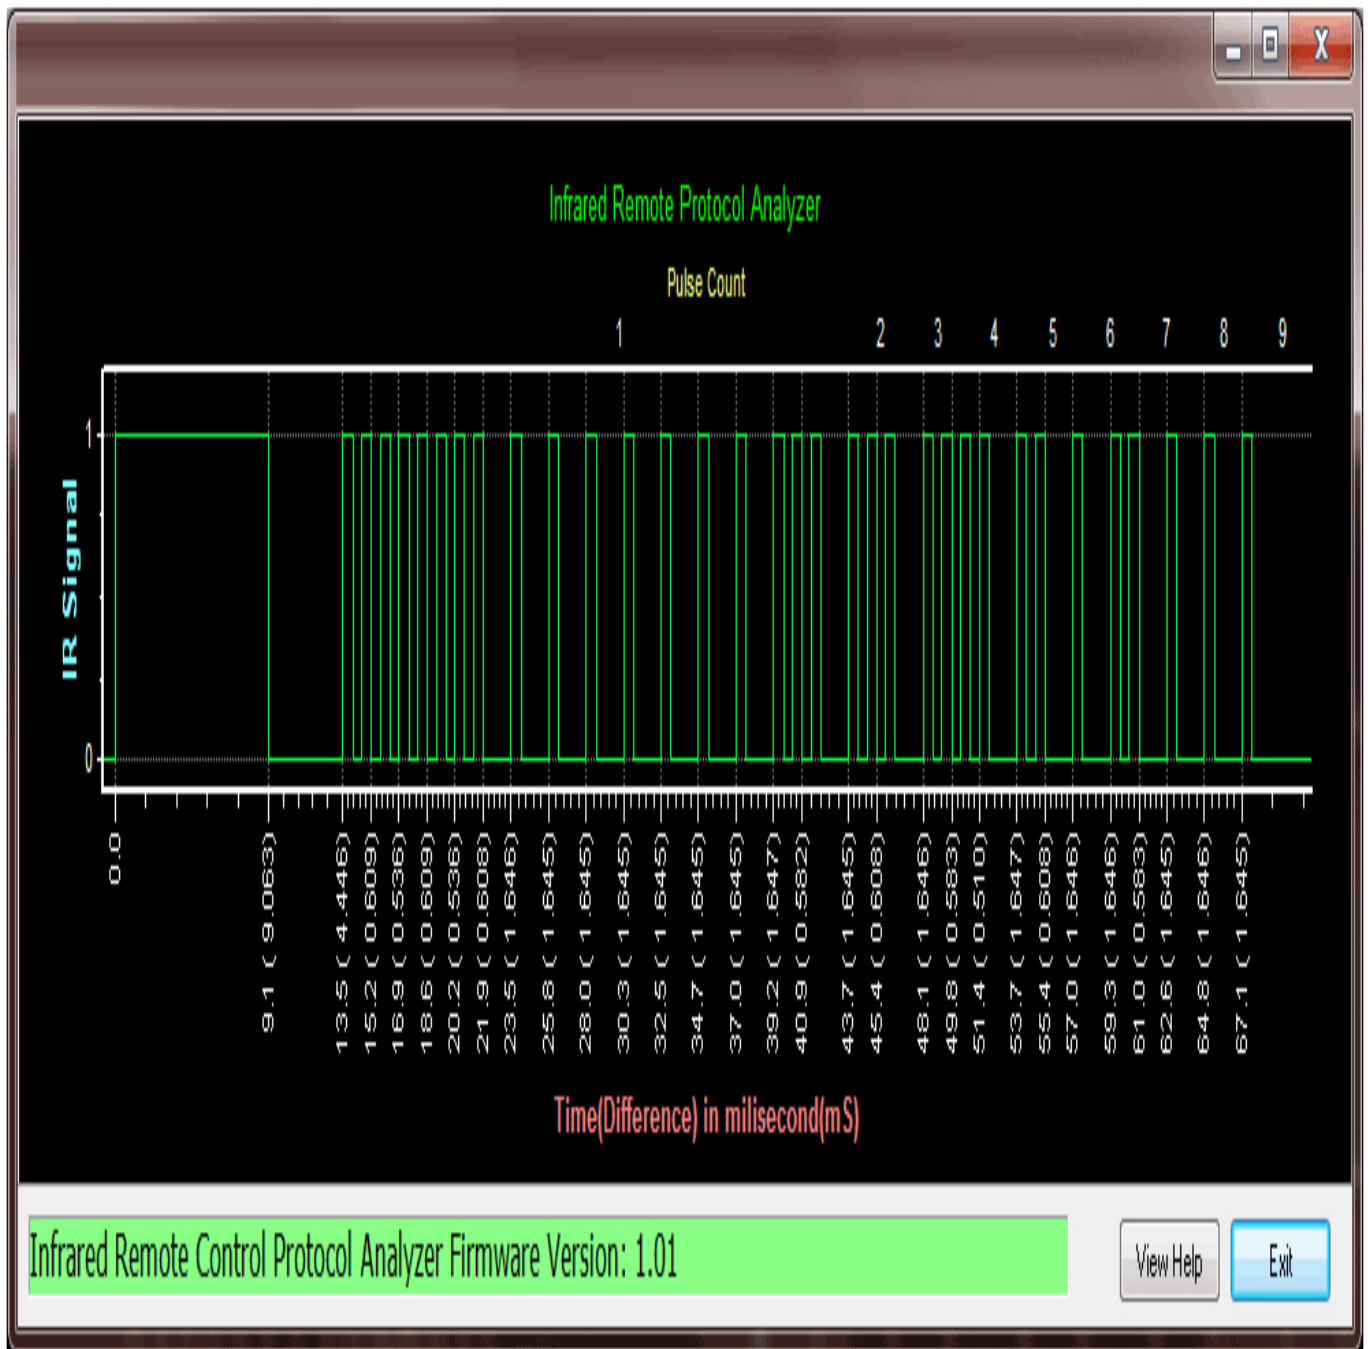 X
Infrared Remote Protocol Analyzer
Pulse Count
1 2 3 4 5 6 7 8 9
1
0
IR Signal
0.0
9.1 ( 9.063)
13.5 ( 4.446)
15.2 ( 0.609)
16.9 ( 0.536)
18.6 ( 0.609)
20.2 ( 0.536)
21.9 ( 0.608)
23.5 ( 1.646)
25.8 ( 1.645)
28.0 ( 1.645)
30.3 ( 1.645)
32.5 ( 1.645)
34.7 ( 1.645)
37.0 ( 1.645)
39.2 ( 1.647)
40.9 ( 0.582)
43.7 ( 1.645)
45.4 ( 0.608)
48.1 ( 1.646)
49.8 ( 0.583)
51.4 ( 0.510)
53.7 ( 1.647)
55.4 ( 0.608)
57.0 ( 1.646)
59.3 ( 1.646)
61.0 ( 0.583)
62.6 ( 1.645)
64.8 ( 1.646)
67.1 ( 1.645)
Time(Difference) in milisecond(mS)
Infrared Remote Control Protocol Analyzer Firmware Version: 1.01
View Help
Exit